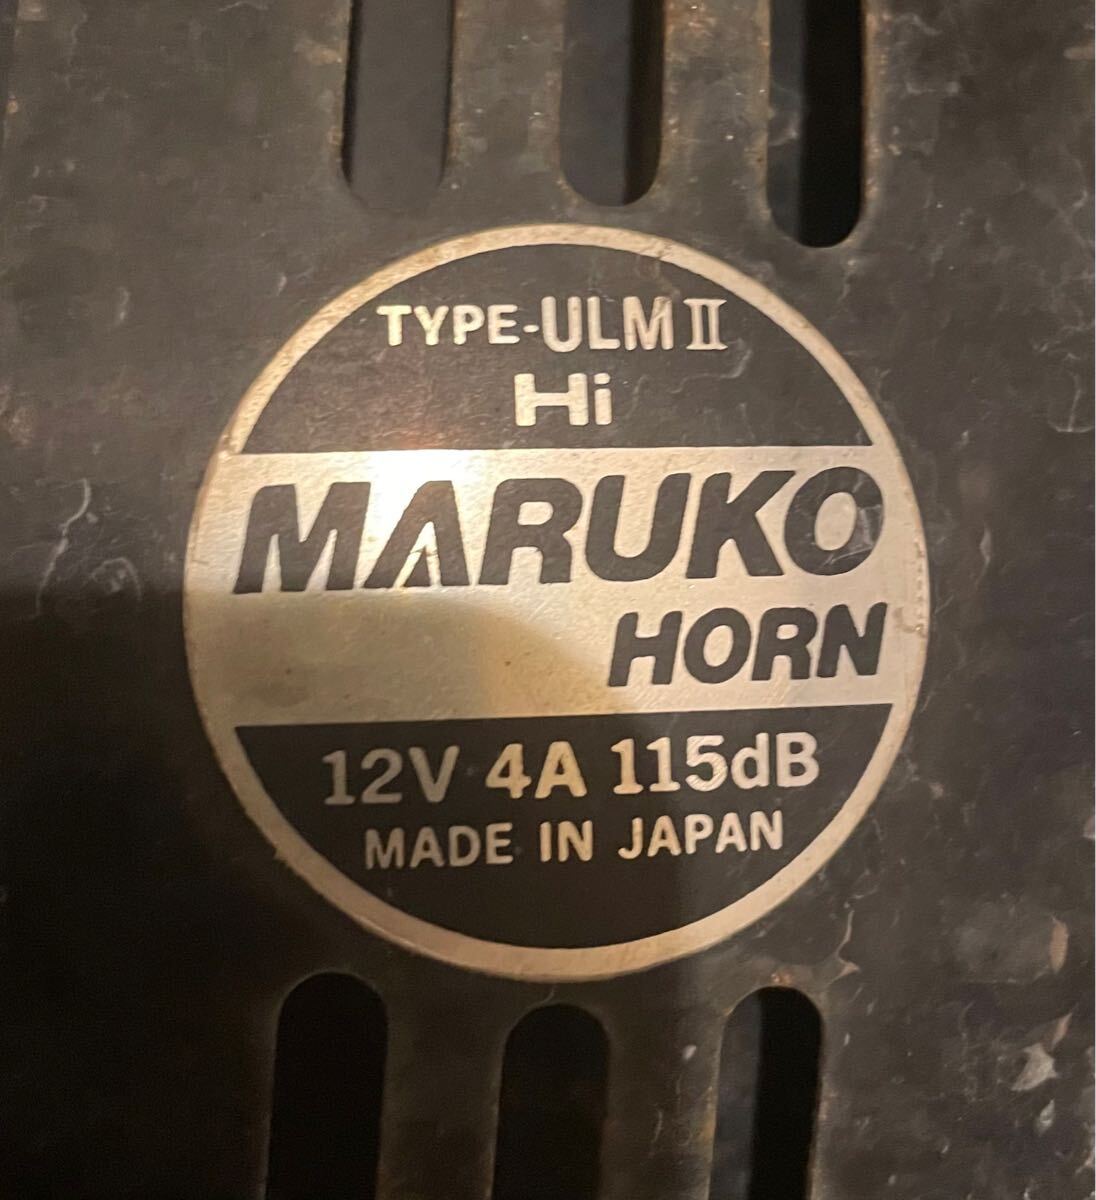 TYPE-ULMⅡ
Hi
MARUKO
HORN
12V 4A 115dB
MADE IN JAPAN